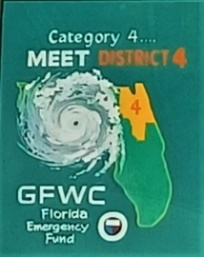 Category 4....
MEET DISTRICT 4
4
GFWC
Florida
Emergency
Fund